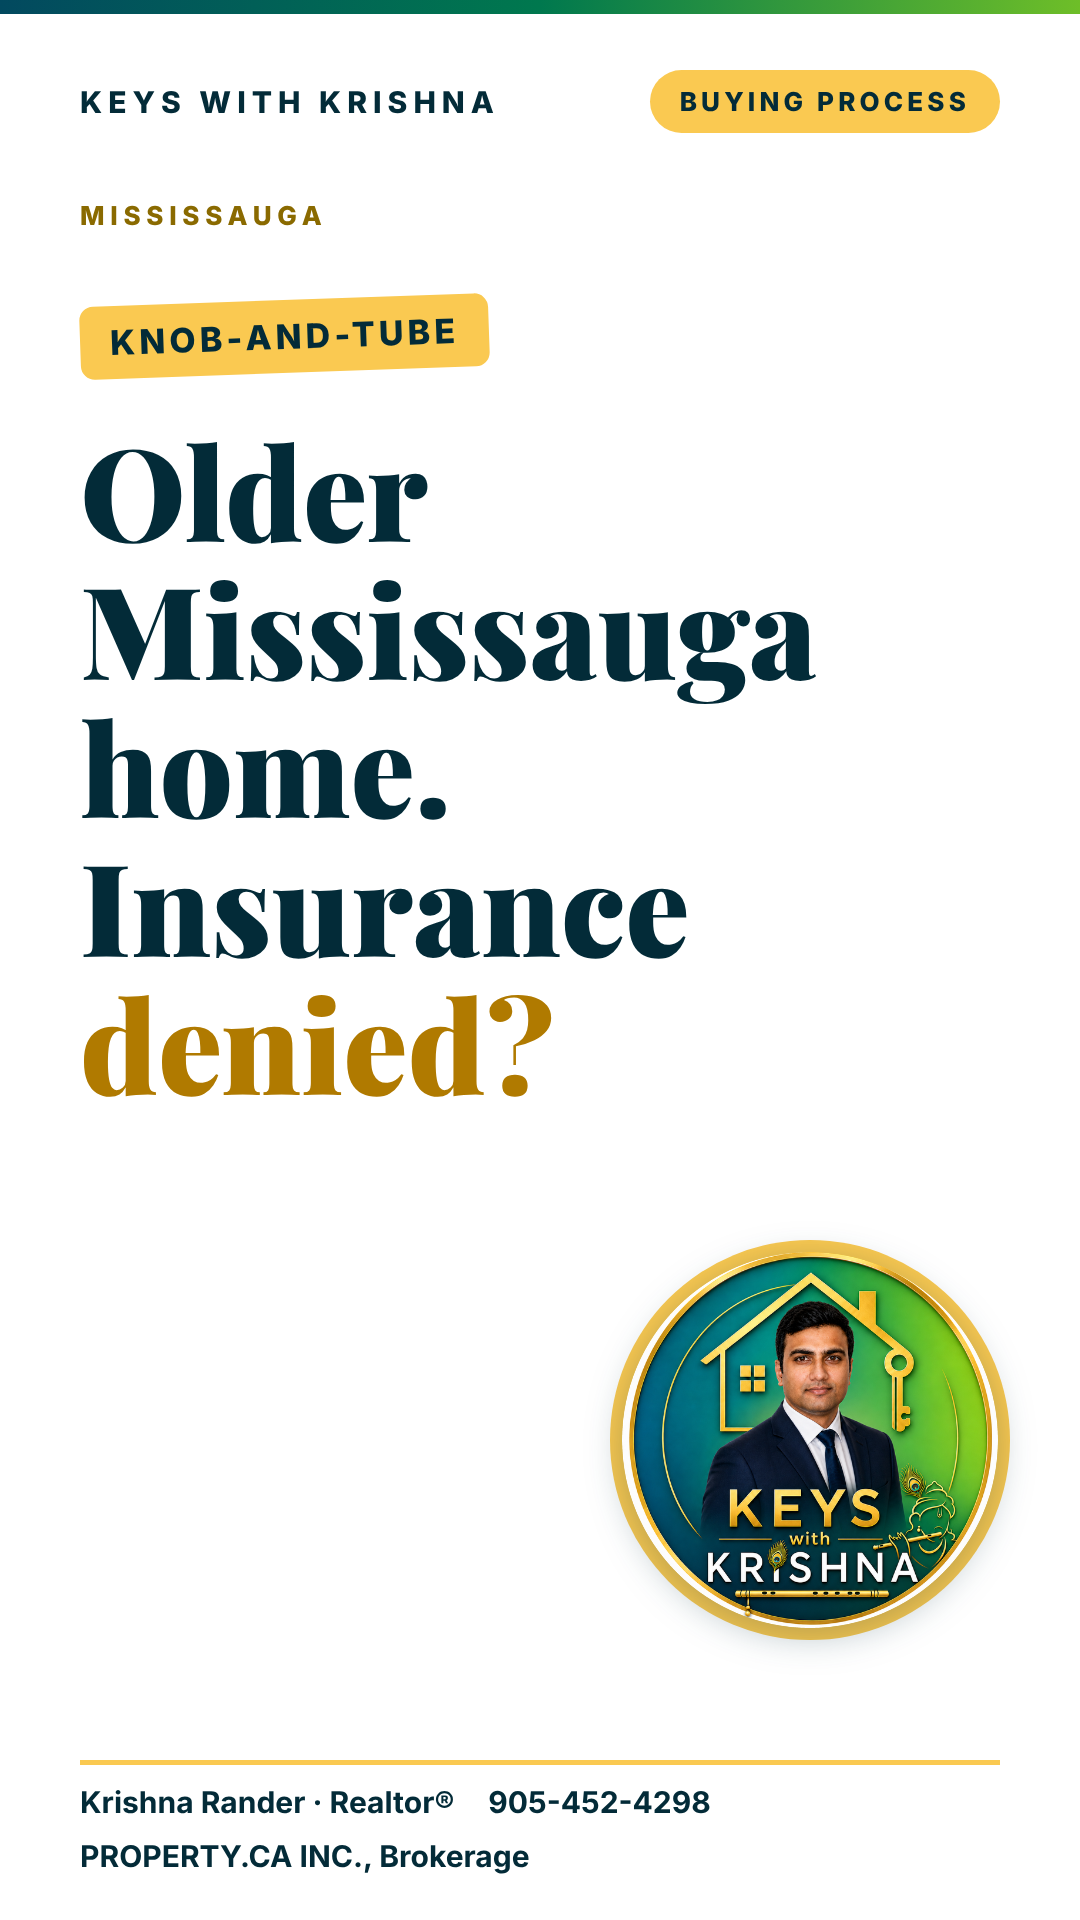 KEYS WITH KRISHNA
BUYING PROCESS
MISSISSAUGA
KNOB-AND-TUBE
Older
Mississauga
home.
Insurance
denied?
KEYS
with
KRISHNA
Krishna Rander · Realtor® 905-452-4298
PROPERTY.CA INC., Brokerage